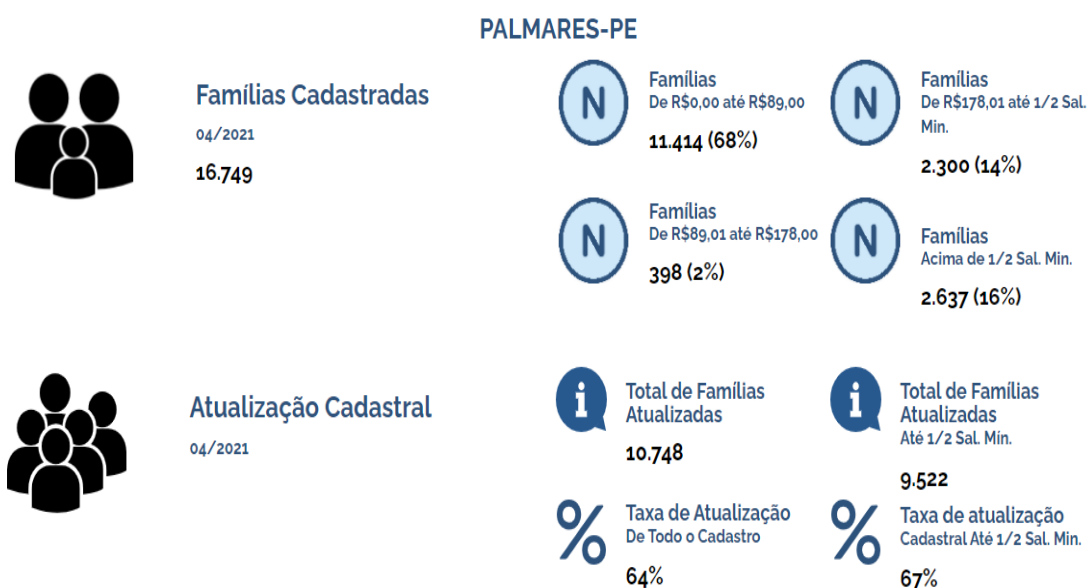 PALMARES-PE
Famílias Cadastradas
04/2021
16.749
N
Famílias
De R$0,00 até R$89,00
11.414 (68%)
N
Famílias
De R$178,01 até 1/2 Sal.
Min.
2.300 (14%)
N
Famílias
De R$89,01 até R$178,00
398 (2%)
N
Famílias
Acima de 1/2 Sal. Min.
2.637 (16%)
Atualização Cadastral
04/2021
i
Total de Famílias
Atualizadas
10.748
i
Total de Famílias
Atualizadas
Até 1/2 Sal. Min.
9.522
%
Taxa de Atualização
De Todo o Cadastro
64%
%
Taxa de atualização
Cadastral Até 1/2 Sal. Min.
67%